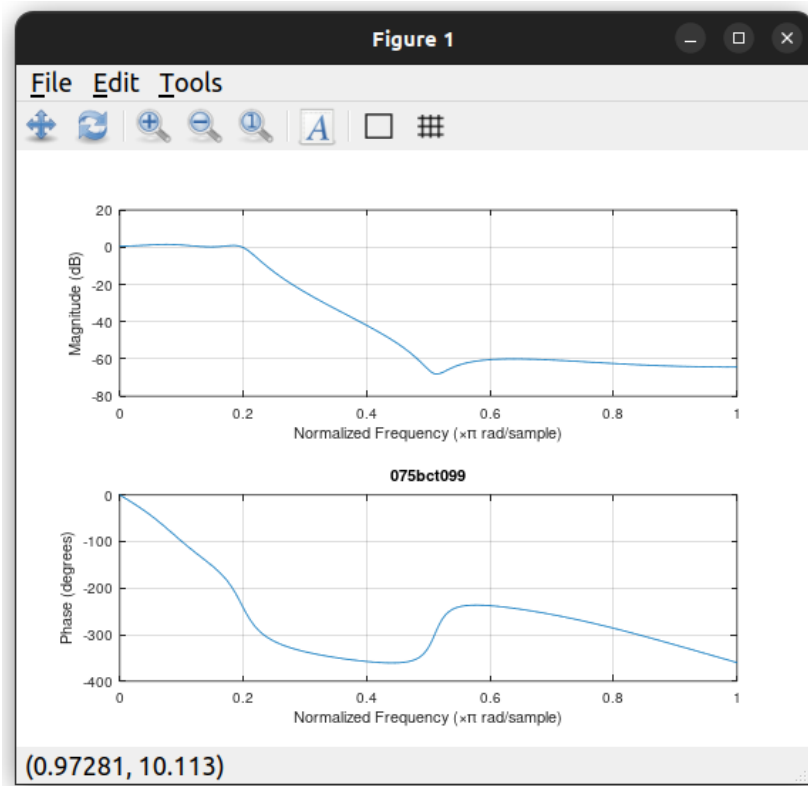 Figure 1
File Edit Tools
A
20
0
-20
-40
-60
-80
Magnitude (dB)
0 0.2 0.4 0.6 0.8 1
Normalized Frequency (×π rad/sample)
075bct099
0
-100
-200
-300
-400
Phase (degrees)
0 0.2 0.4 0.6 0.8 1
Normalized Frequency (×π rad/sample)
(0.97281, 10.113)